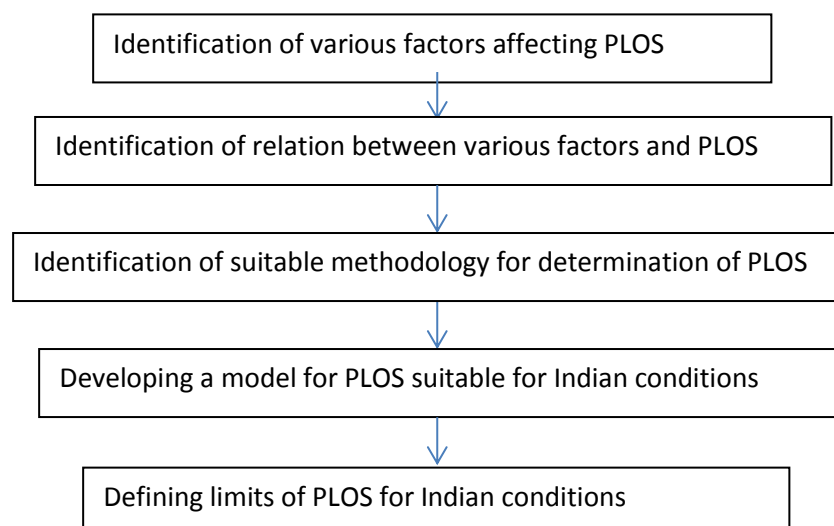 Identification of various factors affecting PLOS
Identification of relation between various factors and PLOS
Identification of suitable methodology for determination of PLOS
Developing a model for PLOS suitable for Indian conditions
Defining limits of PLOS for Indian conditions